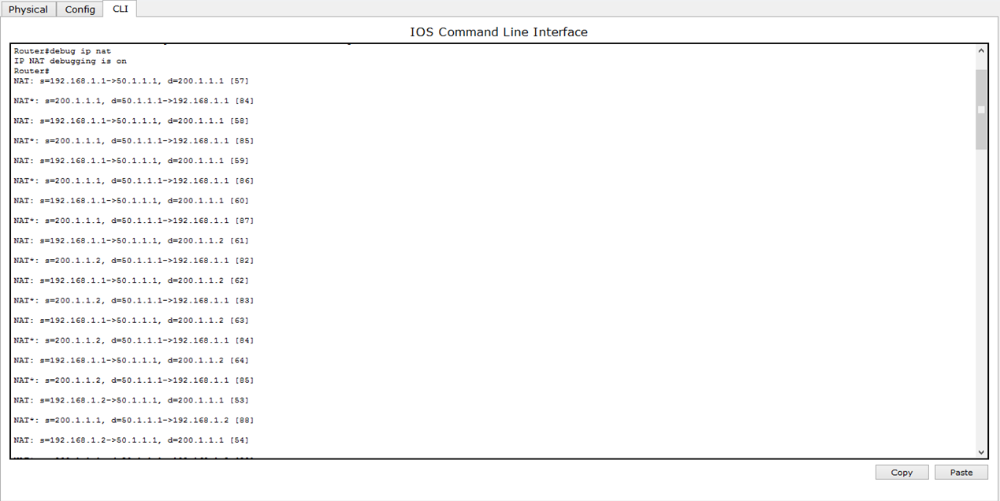 Physical Config CLI
IOS Command Line Interface
Router#debug ip nat
IP NAT debugging is on
Router#
NAT: s=192.168.1.1->50.1.1.1, d=200.1.1.1 [57]
NAT*: s=200.1.1.1, d=50.1.1.1->192.168.1.1 [84]
NAT: s=192.168.1.1->50.1.1.1, d=200.1.1.1 [58]
NAT*: s=200.1.1.1, d=50.1.1.1->192.168.1.1 [85]
NAT: s=192.168.1.1->50.1.1.1, d=200.1.1.1 [59]
NAT*: s=200.1.1.1, d=50.1.1.1->192.168.1.1 [86]
NAT: s=192.168.1.1->50.1.1.1, d=200.1.1.1 [60]
NAT*: s=200.1.1.1, d=50.1.1.1->192.168.1.1 [87]
NAT: s=192.168.1.1->50.1.1.1, d=200.1.1.2 [61]
NAT*: s=200.1.1.2, d=50.1.1.1->192.168.1.1 [82]
NAT: s=192.168.1.1->50.1.1.1, d=200.1.1.2 [62]
NAT*: s=200.1.1.2, d=50.1.1.1->192.168.1.1 [83]
NAT: s=192.168.1.1->50.1.1.1, d=200.1.1.2 [63]
NAT*: s=200.1.1.2, d=50.1.1.1->192.168.1.1 [84]
NAT: s=192.168.1.1->50.1.1.1, d=200.1.1.2 [64]
NAT*: s=200.1.1.2, d=50.1.1.1->192.168.1.1 [85]
NAT: s=192.168.1.2->50.1.1.1, d=200.1.1.1 [53]
NAT*: s=200.1.1.1, d=50.1.1.1->192.168.1.2 [88]
NAT: s=192.168.1.2->50.1.1.1, d=200.1.1.1 [54]
Copy Paste